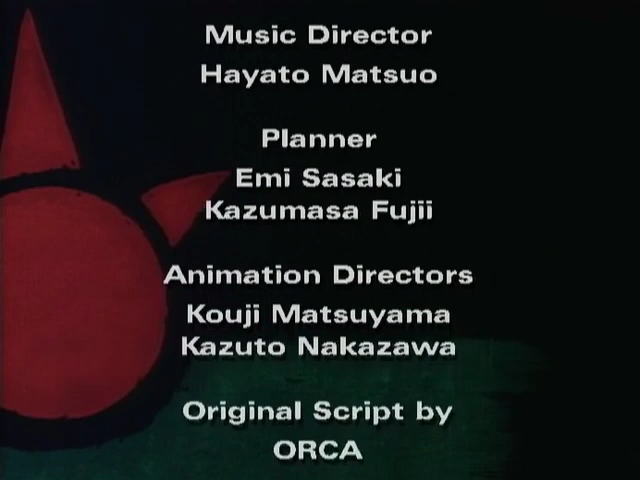 Music Director
Hayato Matsuo
Planner
Emi Sasaki
Kazumasa Fujii
Animation Directors
Kouji Matsuyama
Kazuto Nakazawa
Original Script by
ORCA